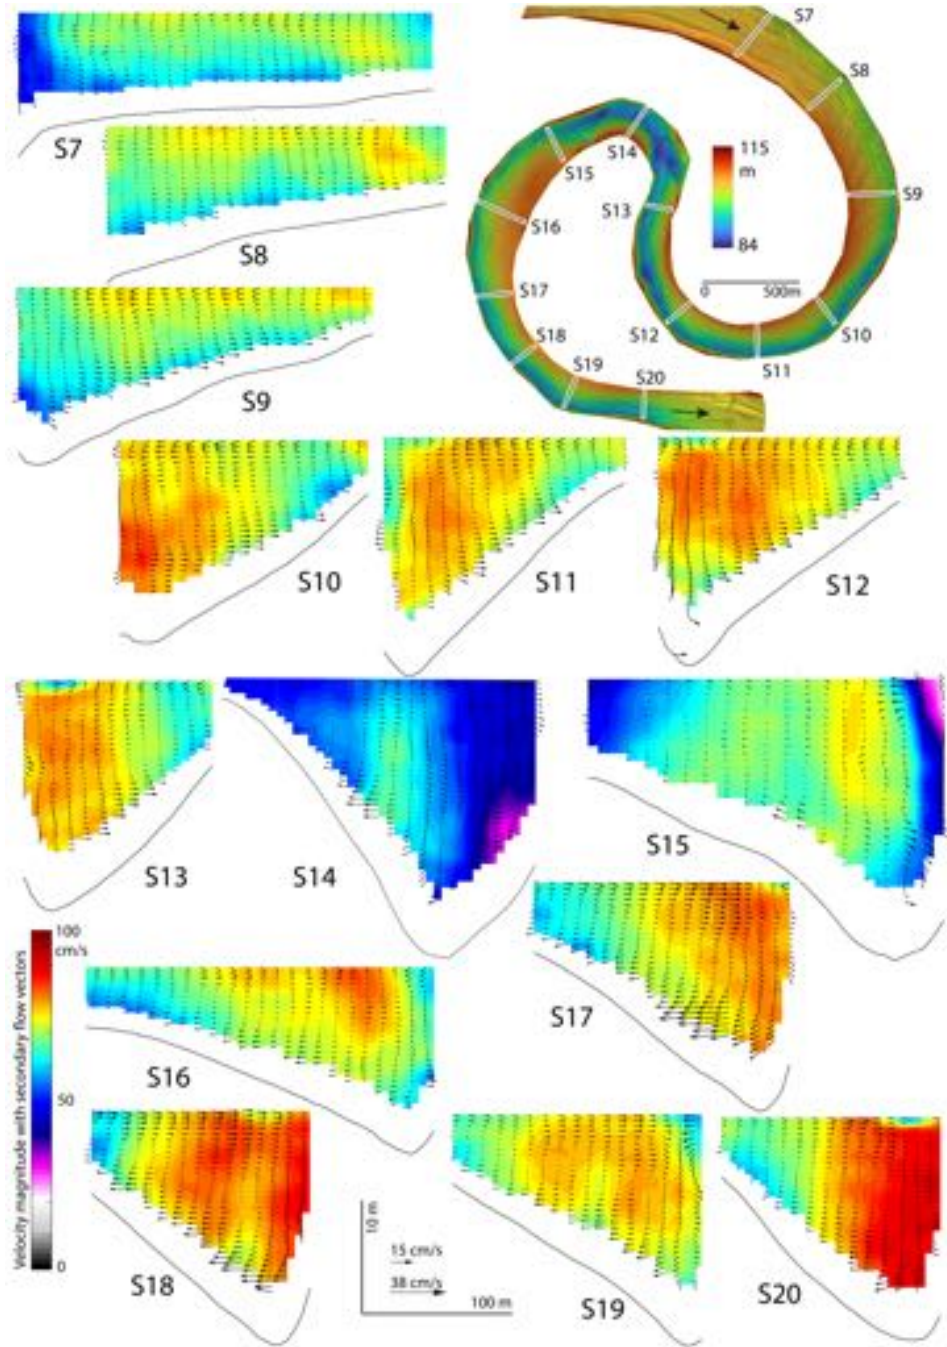 S7
S8
S9
S7
S8
S9
S10
S11
S12
S13
S14
S15
S16
S17
S18
S19
S20
115
m
84
0 500m
S10
S11
S12
S13
S14
S15
S16
S17
S18
S19
S20
100
cm/s
50
0
Velocity magnitude with secondary flow vectors
10 m
15 cm/s
38 cm/s
100 m